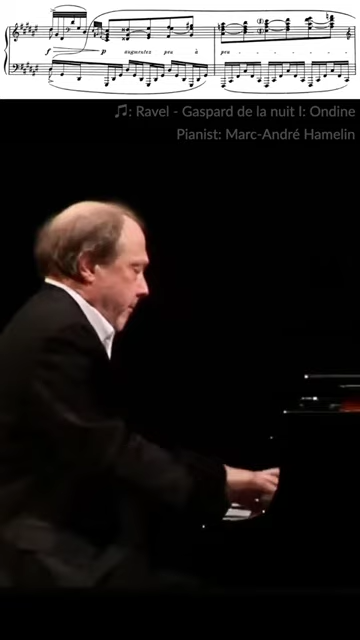 f p augmentez peu à peu
♫: Ravel - Gaspard de la nuit I: Ondine
Pianist: Marc-André Hamelin